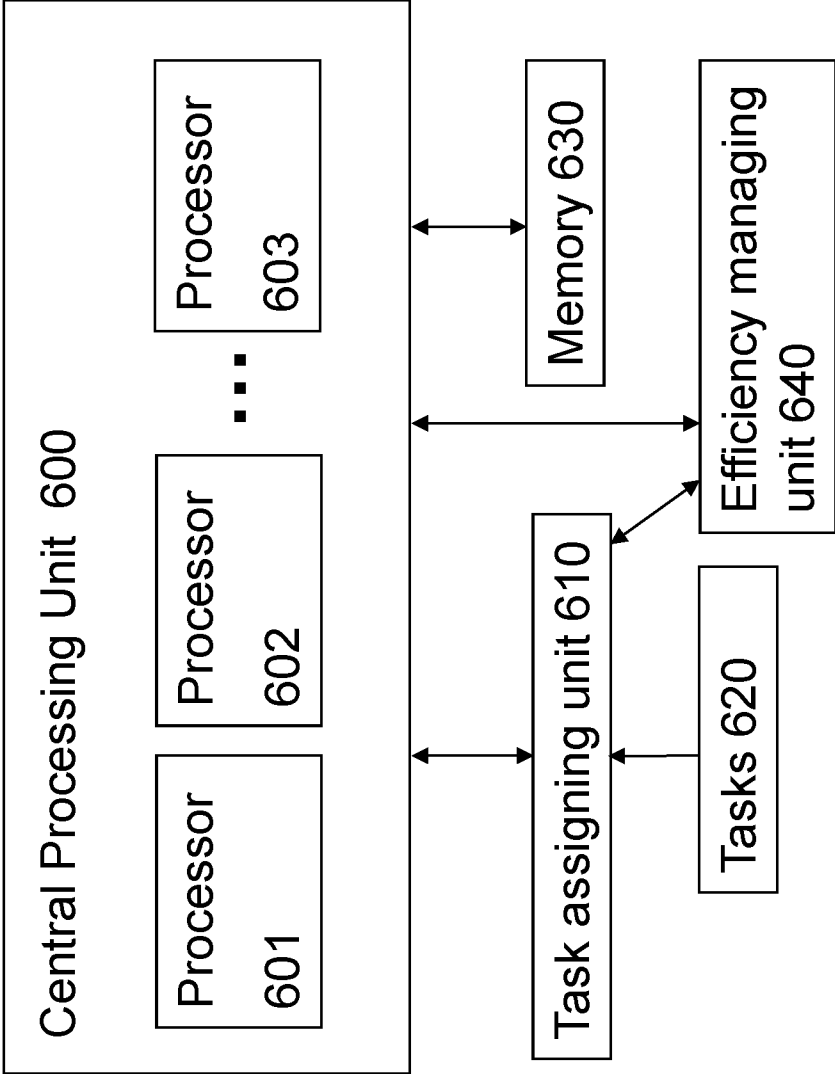 Central Processing Unit 600
Processor
601
Processor
602
...
Processor
603
Task assigning unit 610
Memory 630
Tasks 620
Efficiency managing
unit 640